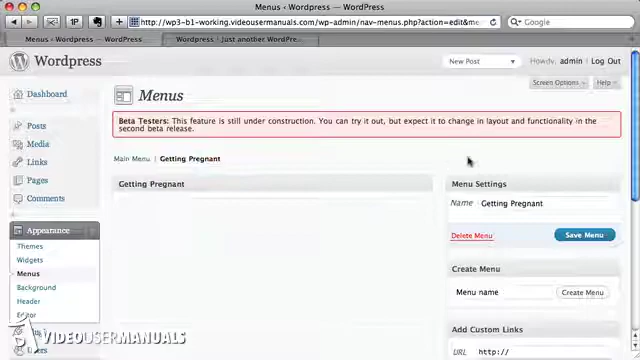 Menus ‹ Wordpress — WordPress
http://wp3-b1-working.videousermanuals.com/wp-admin/nav-menus.php?action=edit&me
Menus ‹ Wordpress — WordPress
Wordpress · Just another WordPre...
1P
Wordpress
New Post
Howdy, admin | Log Out
Screen Options
Help
Dashboard
Posts
Media
Links
Pages
Comments
Appearance
Themes
Widgets
Menus
Background
Header
Editor
Users
Menus
Beta Testers: This feature is still under construction. You can try it out, but expect it to change in layout and functionality in the
second beta release.
Main Menu | Getting Pregnant
Getting Pregnant
Menu Settings
Name Getting Pregnant
Delete Menu
Save Menu
Create Menu
Menu name
Create Menu
Add Custom Links
URL http://
VIDEOUSERMANUALS